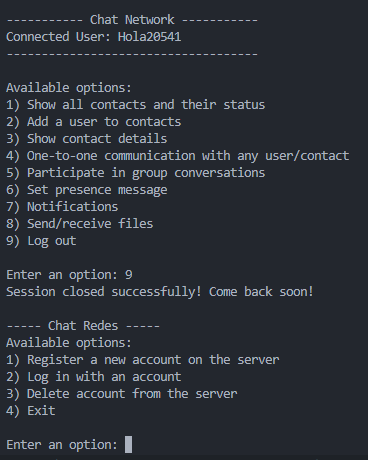 ----------- Chat Network -----------
Connected User: Hola20541
------------------------------------
Available options:
1) Show all contacts and their status
2) Add a user to contacts
3) Show contact details
4) One-to-one communication with any user/contact
5) Participate in group conversations
6) Set presence message
7) Notifications
8) Send/receive files
9) Log out
Enter an option: 9
Session closed successfully! Come back soon!
----- Chat Redes -----
Available options:
1) Register a new account on the server
2) Log in with an account
3) Delete account from the server
4) Exit
Enter an option: